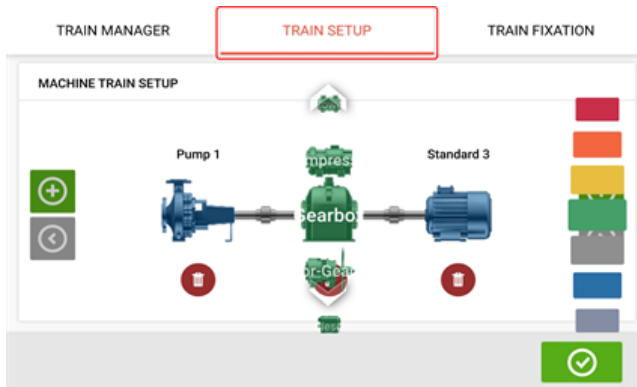 TRAIN MANAGER
TRAIN SETUP
TRAIN FIXATION
MACHINE TRAIN SETUP
Pump 1
Standard 3
Gearbox